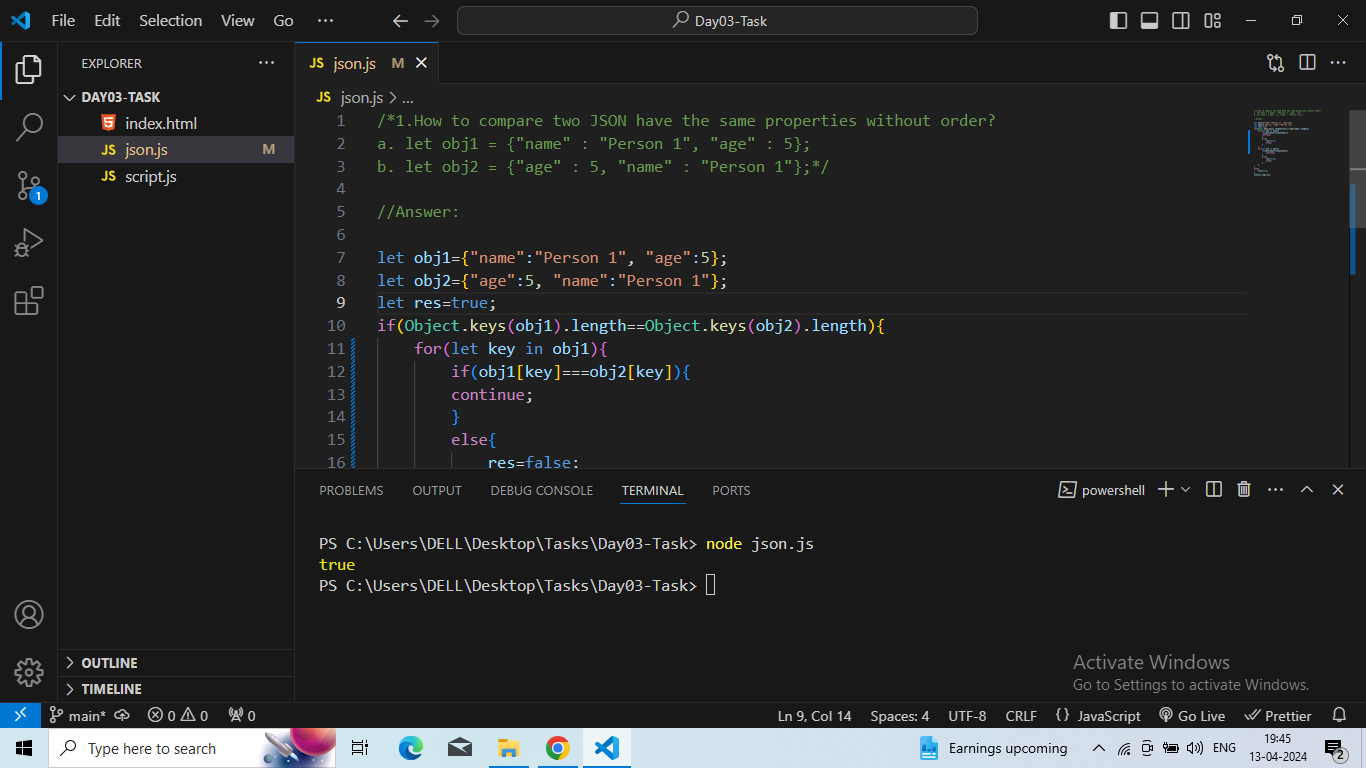 File Edit Selection View Go ··· Day03-Task
EXPLORER ···
DAY03-TASK
index.html
JS json.js M
JS script.js
1
OUTLINE
TIMELINE
JS json.js M
JS json.js > ...
1 /*1.How to compare two JSON have the same properties without order?
2 a. let obj1 = {"name" : "Person 1", "age" : 5};
3 b. let obj2 = {"age" : 5, "name" : "Person 1"};*/
4
5 //Answer:
6
7 let obj1={"name":"Person 1", "age":5};
8 let obj2={"age":5, "name":"Person 1"};
9 let res=true;
10 if(Object.keys(obj1).length==Object.keys(obj2).length){
11 for(let key in obj1){
12 if(obj1[key]===obj2[key]){
13 continue;
14 }
15 else{
16 res=false;
PROBLEMS OUTPUT DEBUG CONSOLE TERMINAL PORTS powershell
PS C:\Users\DELL\Desktop\Tasks\Day03-Task> node json.js
true
PS C:\Users\DELL\Desktop\Tasks\Day03-Task>
Activate Windows
Go to Settings to activate Windows.
main* 0 0 0 Ln 9, Col 14 Spaces: 4 UTF-8 CRLF {} JavaScript Go Live Prettier
Type here to search Earnings upcoming ENG 19:45
13-04-2024 2